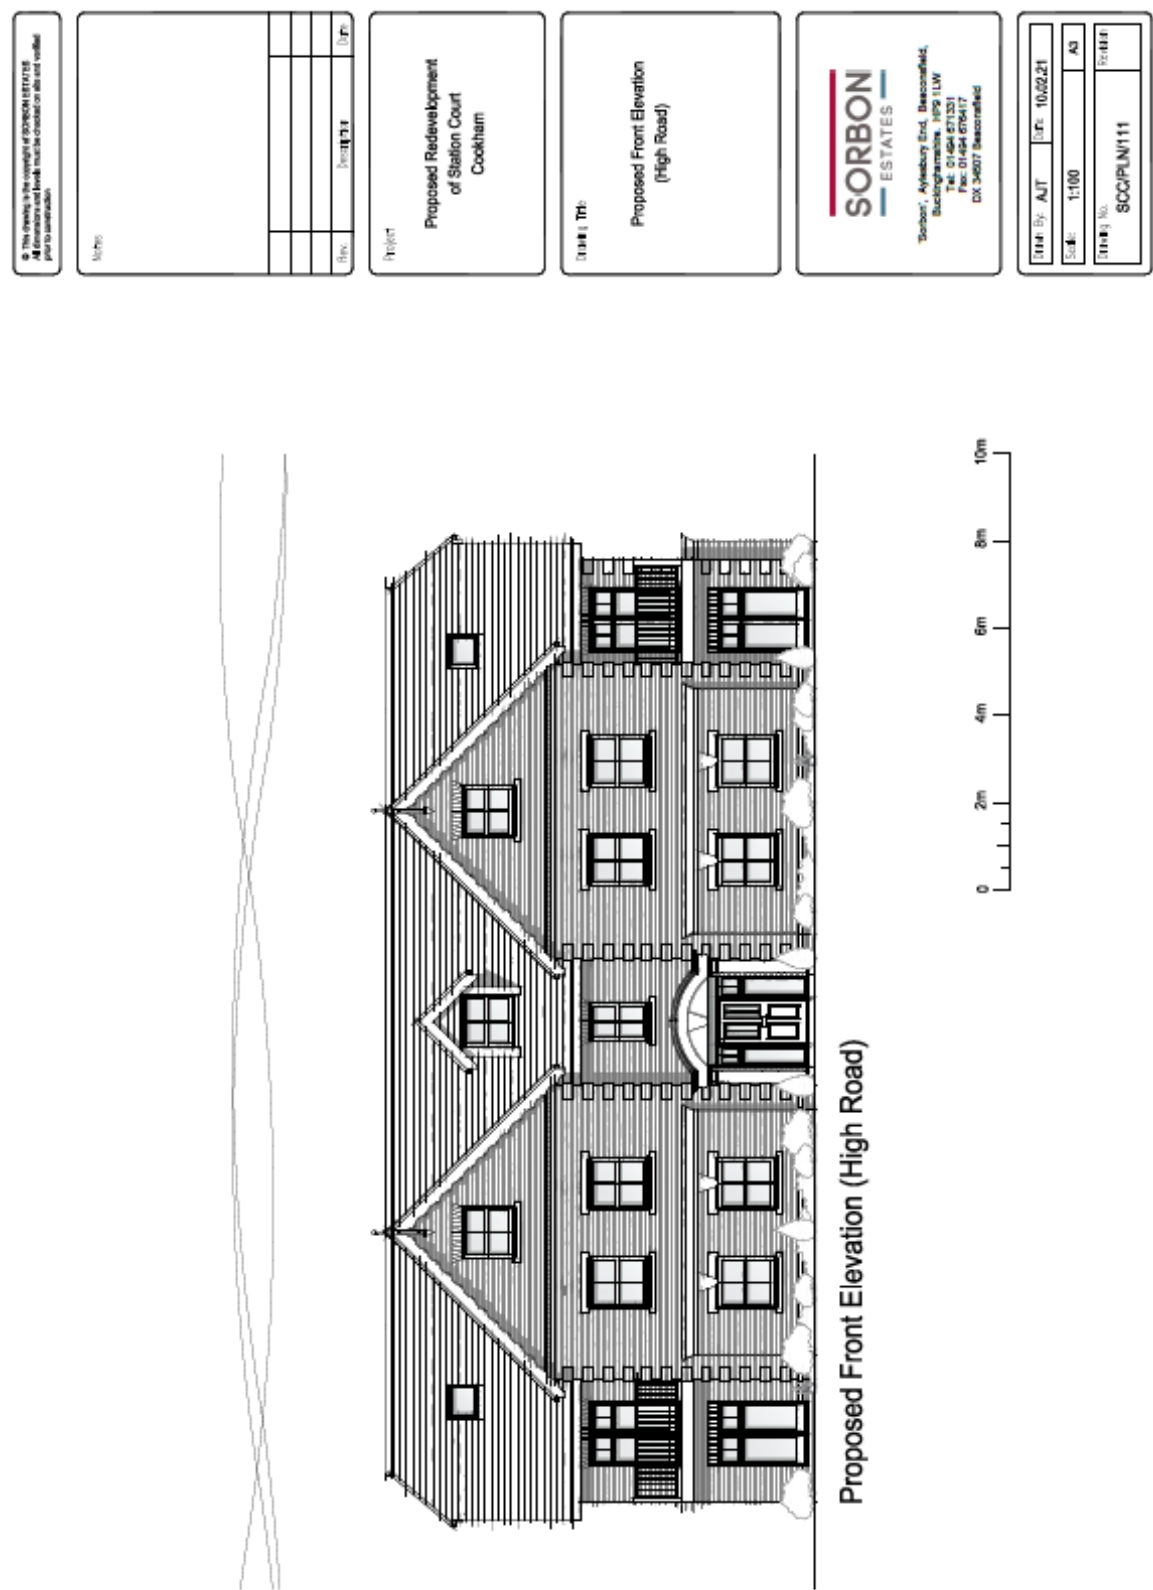 © This drawing is the copyright of SORBON ESTATES
All dimensions and levels must be checked on site and verified
prior to construction
Notes
Rev.
Description
Date
Project
Proposed Redevelopment
of Station Court
Cookham
Drawing Title
Proposed Front Elevation
(High Road)
SORBON
ESTATES
'Sorbon', Aylesbury End, Beaconsfield,
Buckinghamshire. HP9 1LW
Tel: 01494 671331
Fax: 01494 676417
DX 34507 Beaconsfield
Drawn By: AJT
Date: 10.02.21
Scale: 1:100
A3
Drawing No.
SCC/PLN/111
Revision
0 2m 4m 6m 8m 10m
Proposed Front Elevation (High Road)